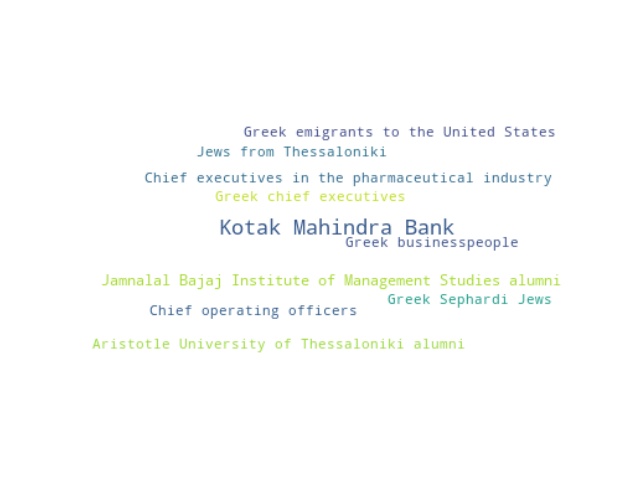 Greek emigrants to the United States
Jews from Thessaloniki
Chief executives in the pharmaceutical industry
Greek chief executives
Kotak Mahindra Bank
Greek businesspeople
Jamnalal Bajaj Institute of Management Studies alumni
Greek Sephardi Jews
Chief operating officers
Aristotle University of Thessaloniki alumni